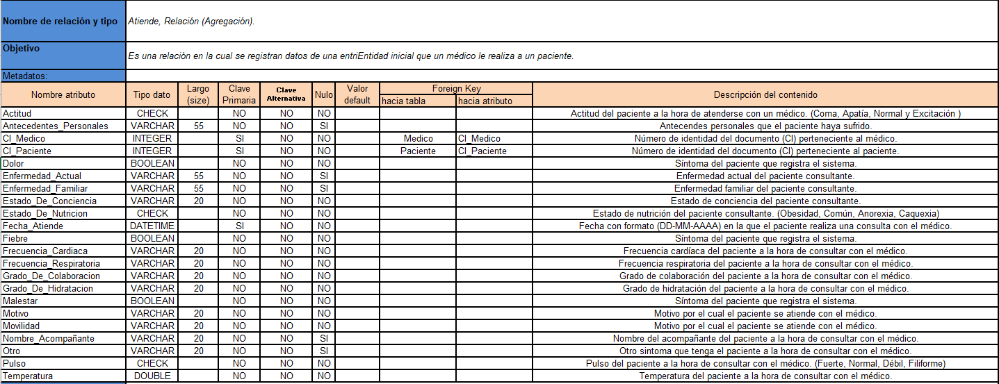 Nombre de relación y tipo Atiende, Relación (Agregación).
Objetivo Es una relación en la cual se registran datos de una entriEntidad inicial que un médico le realiza a un paciente.
Metadatos:
Nombre atributo Tipo dato Largo (size) Clave Primaria Clave Alternativa Nulo Valor default Foreign Key hacia tabla hacia atributo Descripción del contenido
Actitud CHECK NO NO NO Actitud del paciente a la hora de atenderse con un médico. (Coma, Apatía, Normal y Excitación )
Antecedentes_Personales VARCHAR 55 NO NO SI Antecendes personales que el paciente haya sufrido.
CI_Medico INTEGER SI NO NO Medico CI_Medico Número de identidad del documento (CI) perteneciente al médico.
CI_Paciente INTEGER SI NO NO Paciente CI_Paciente Número de identidad del documento (CI) perteneciente al paciente.
Dolor BOOLEAN NO NO NO Síntoma del paciente que registra el sistema.
Enfermedad_Actual VARCHAR 55 NO NO SI Enfermedad actual del paciente consultante.
Enfermedad_Familiar VARCHAR 55 NO NO SI Enfermedad familiar del paciente consultante.
Estado_De_Conciencia VARCHAR 20 NO NO NO Estado de conciencia del paciente consultante.
Estado_De_Nutricion CHECK NO NO NO Estado de nutrición del paciente consultante. (Obesidad, Común, Anorexia, Caquexia)
Fecha_Atiende DATETIME SI NO NO Fecha con formato (DD-MM-AAAA) en la que el paciente realiza una consulta con el médico.
Fiebre BOOLEAN NO NO NO Síntoma del paciente que registra el sistema.
Frecuencia_Cardiaca VARCHAR 20 NO NO NO Frecuencia cardíaca del paciente a la hora de consultar con el médico.
Frecuencia_Respiratoria VARCHAR 20 NO NO NO Frecuencia respiratoria del paciente a la hora de consultar con el médico.
Grado_De_Colaboracion VARCHAR 20 NO NO NO Grado de colaboración del paciente a la hora de consultar con el médico.
Grado_De_Hidratacion VARCHAR 20 NO NO NO Grado de hidratación del paciente a la hora de consultar con el médico.
Malestar BOOLEAN NO NO NO Síntoma del paciente que registra el sistema.
Motivo VARCHAR 20 NO NO NO Motivo por el cual el paciente se atiende con el médico.
Movilidad VARCHAR 20 NO NO NO Motivo por el cual el paciente se atiende con el médico.
Nombre_Acompañante VARCHAR 20 NO NO SI Nombre del acompañante del paciente a la hora de consultar con el médico.
Otro VARCHAR 20 NO NO SI Otro sintoma que tenga el paciente a la hora de consultar con el médico.
Pulso CHECK NO NO NO Pulso del paciente a la hora de consultar con el médico. (Fuerte, Normal, Débil, Filiforme)
Temperatura DOUBLE NO NO NO Temperatura del paciente a la hora de consultar con el médico.